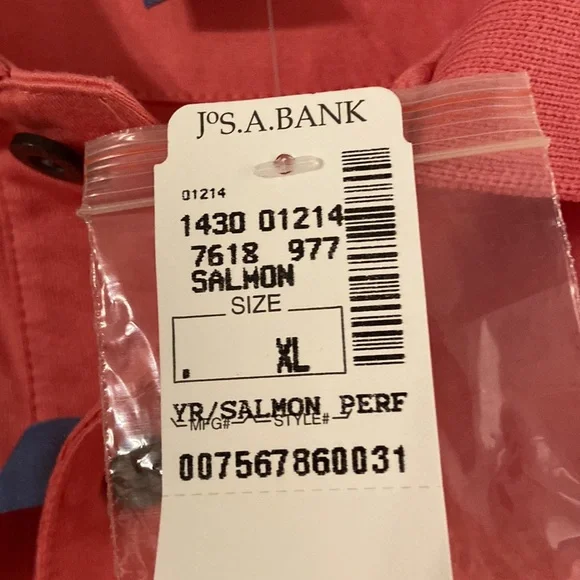 JoS.A.BANK
01214
1430 01214
7618 977
SALMON
SIZE
. XL
YR/SALMON PERF
MFG# STYLE#
007567860031